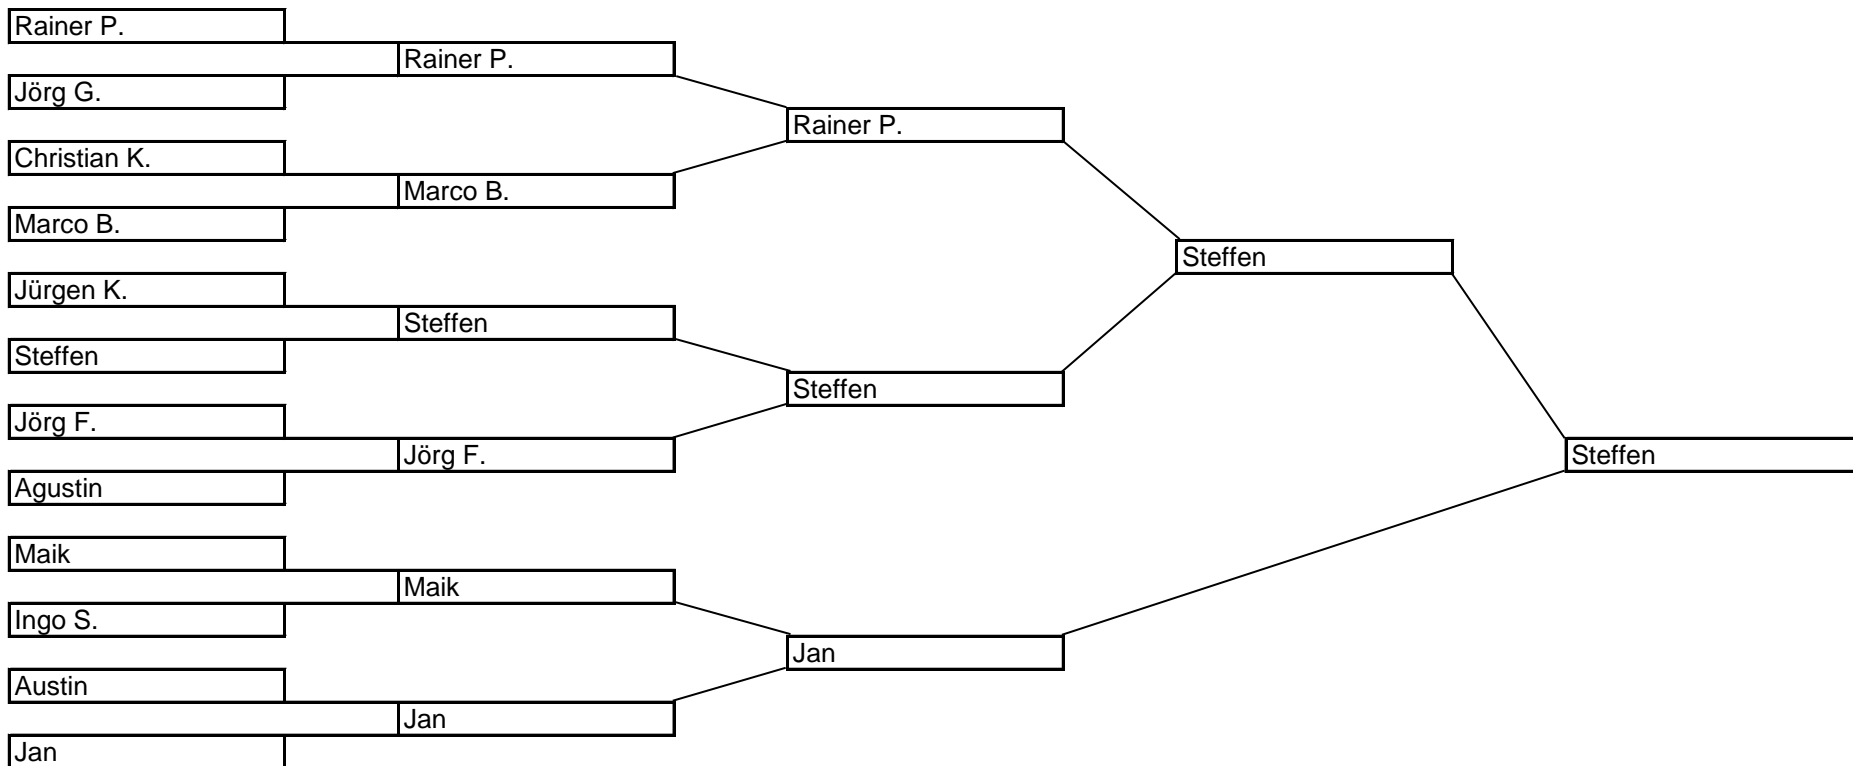 Rainer P.
Rainer P.
Jörg G.
Rainer P.
Christian K.
Marco B.
Marco B.
Steffen
Jürgen K.
Steffen
Steffen
Steffen
Jörg F.
Jörg F.
Steffen
Agustin
Maik
Maik
Ingo S.
Jan
Austin
Jan
Jan